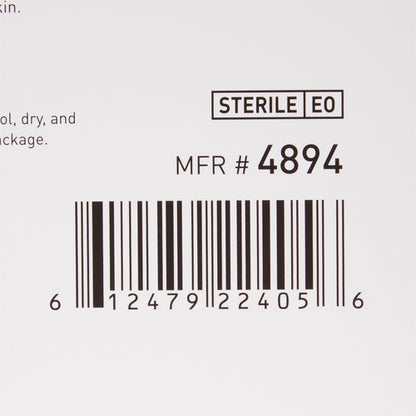 kin.
ol, dry, and
ackage.
STERILE EO
MFR # 4894
6 12479 22405 6